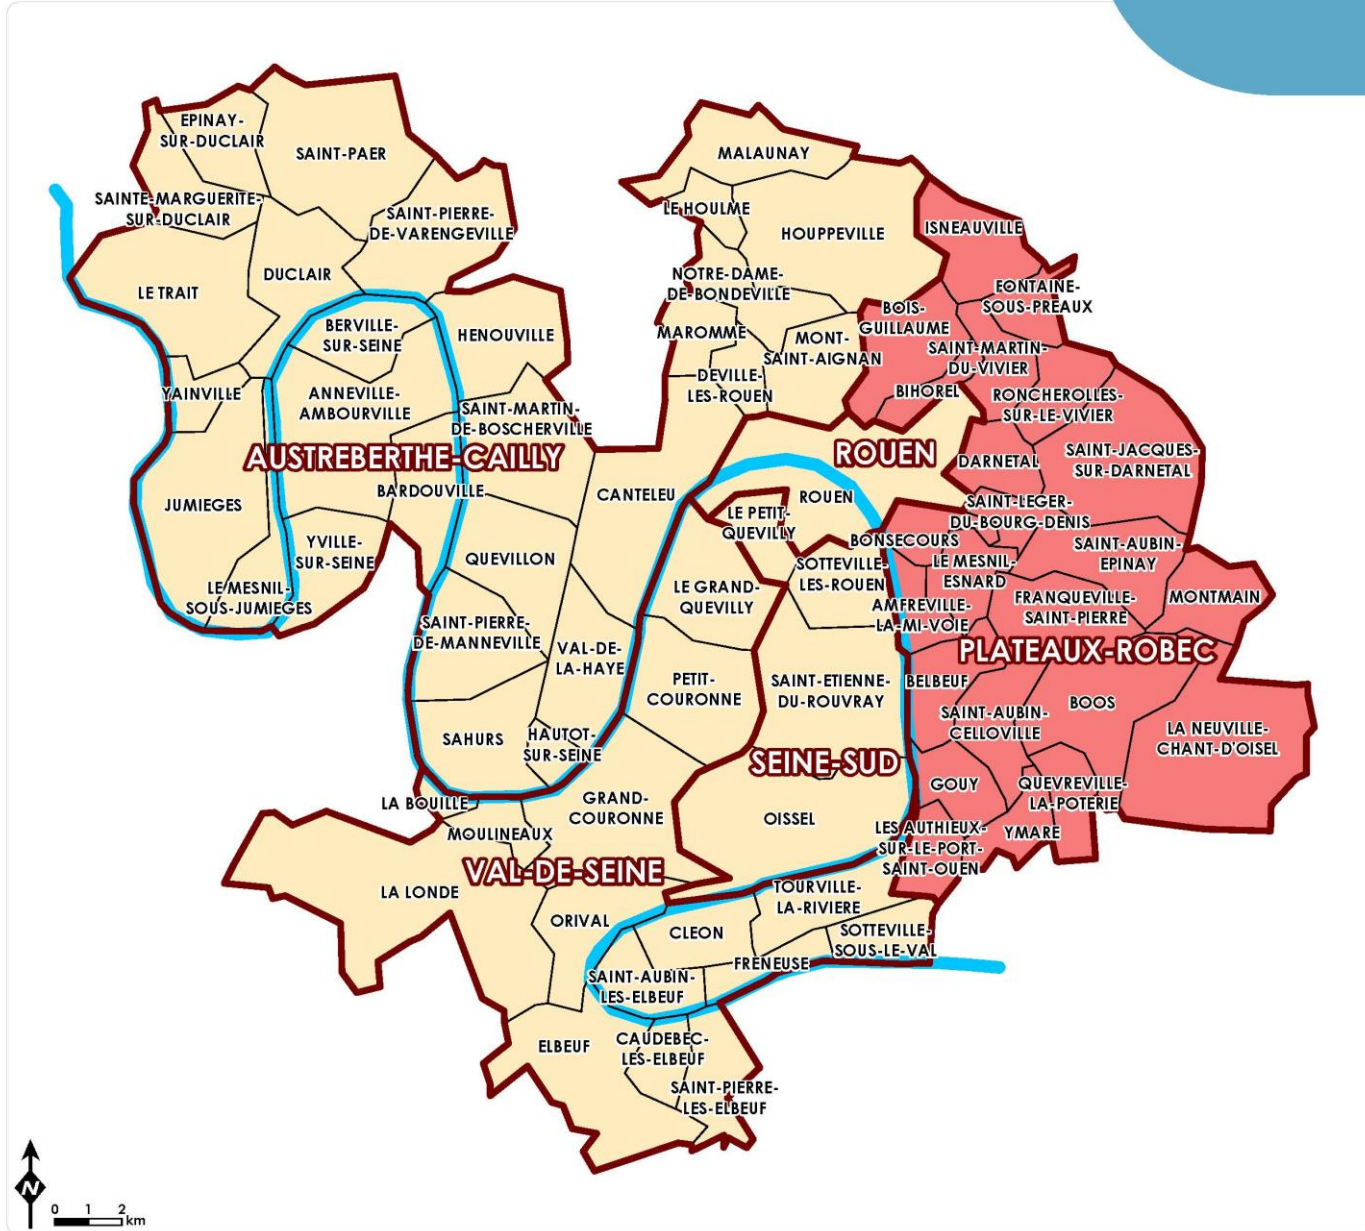 EPINAY-
SUR-DUCLAIR
SAINT-PAER
SAINTE-MARGUERITE-
SUR-DUCLAIR
SAINT-PIERRE-
DE-VARENGEVILLE
DUCLAIR
LE TRAIT
BERVILLE-
SUR-SEINE
HENOUVILLE
YAINVILLE
ANNEVILLE-
AMBOURVILLE
SAINT-MARTIN-
DE-BOSCHERVILLE
AUSTREBERTHE-CAILLY
BARDOUVILLE
JUMIEGES
CANTELEU
YVILLE-
SUR-SEINE
QUEVILLON
LE MESNIL-
SOUS-JUMIEGES
SAINT-PIERRE-
DE-MANNEVILLE
VAL-DE-
LA-HAYE
SAHURS
HAUTOT-
SUR-SEINE
MALAUNAY
LE HOULME
HOUPPEVILLE
NOTRE-DAME-
DE-BONDEVILLE
MAROMME
MONT-
SAINT-AIGNAN
DEVILLE-
LES-ROUEN
ISNEAUVILLE
FONTAINE-
SOUS-PREAUX
BOIS-
GUILLAUME
SAINT-MARTIN-
DU-VIVIER
BIHOREL
RONCHEROLLES-
SUR-LE-VIVIER
ROUEN
DARNETAL
SAINT-JACQUES-
SUR-DARNETAL
ROUEN
LE PETIT-
QUEVILLY
SAINT-LEGER-
DU-BOURG-DENIS
BONSECOURS
SAINT-AUBIN-
EPINAY
SOTTEVILLE-
LES-ROUEN
LE MESNIL-
ESNARD
LE GRAND-
QUEVILLY
AMFREVILLE-
LA-MI-VOIE
FRANQUEVILLE-
SAINT-PIERRE
MONTMAIN
PLATEAUX-ROBEC
PETIT-
COURONNE
SAINT-ETIENNE-
DU-ROUVRAY
BELBEUF
BOOS
SAINT-AUBIN-
CELLOVILLE
LA NEUVILLE-
CHANT-D'OISEL
SEINE-SUD
GOUY
QUEVREVILLE-
LA-POTERIE
LA BOUILLE
GRAND-
COURONNE
OISSEL
MOULINEAUX
LES AUTHIEUX-
SUR-LE-PORT-
SAINT-OUEN
YMARE
VAL-DE-SEINE
LA LONDE
TOURVILLE-
LA-RIVIERE
ORIVAL
CLEON
SOTTEVILLE-
SOUS-LE-VAL
FRENEUSE
SAINT-AUBIN-
LES-ELBEUF
ELBEUF
CAUDEBEC-
LES-ELBEUF
SAINT-PIERRE-
LES-ELBEUF
N
0 1 2
km